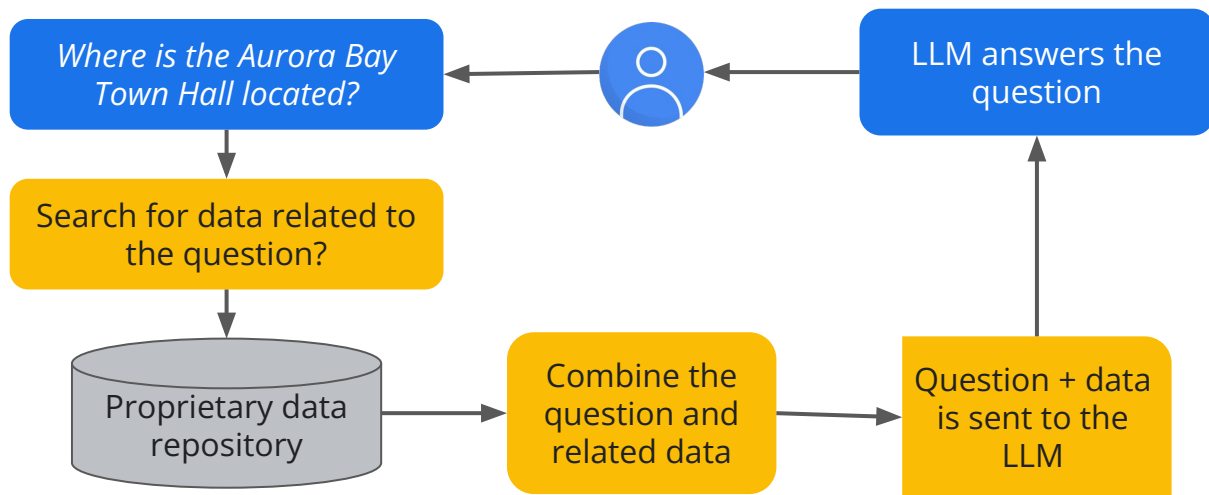 Where is the Aurora Bay
Town Hall located?
LLM answers the
question
Search for data related to
the question?
Proprietary data
repository
Combine the
question and
related data
Question + data
is sent to the
LLM